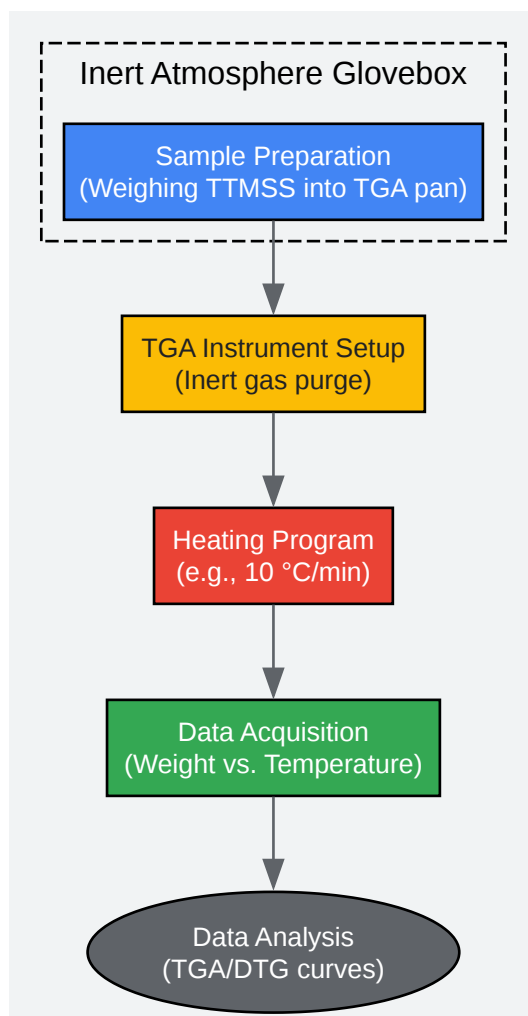 Inert Atmosphere Glovebox
Sample Preparation
(Weighing TTMSS into TGA pan)
TGA Instrument Setup
(Inert gas purge)
Heating Program
(e.g., 10 °C/min)
Data Acquisition
(Weight vs. Temperature)
Data Analysis
(TGA/DTG curves)